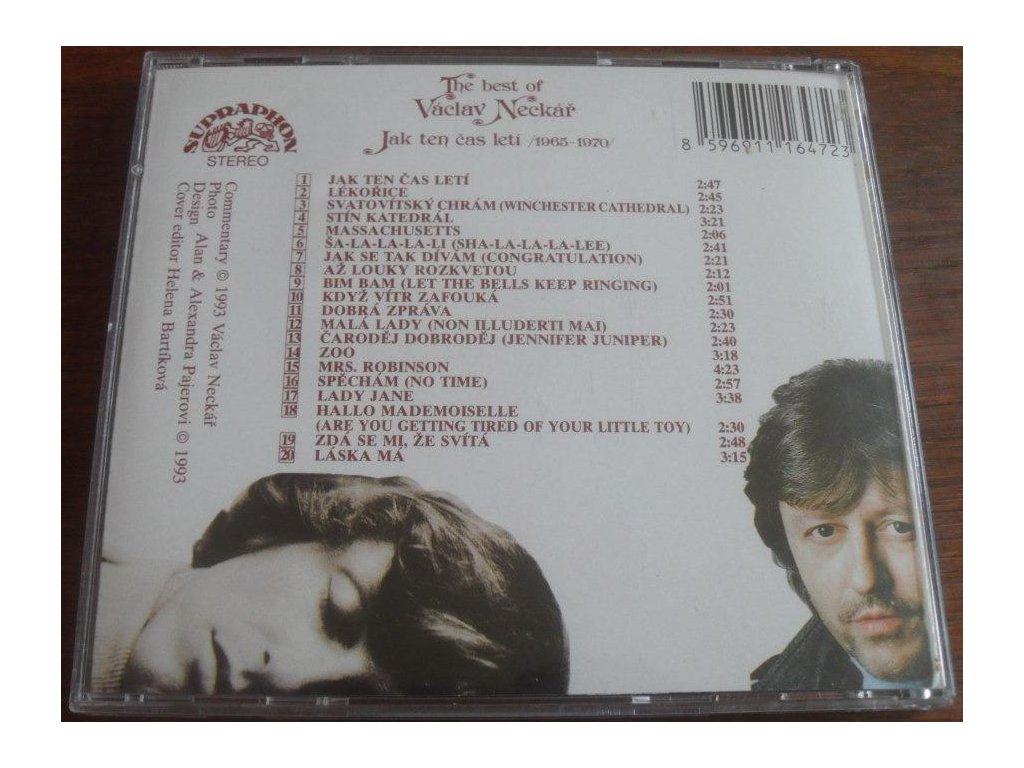 The best of
Václav Neckář
Jak ten čas letí /1965-1970/
SUPRAPHON
STEREO
8 596911 164723
1 JAK TEN ČAS LETÍ 2:47
2 LÉKOŘICE 2:45
3 SVATOVÍTSKÝ CHRÁM (WINCHESTER CATHEDRAL) 2:23
4 STÍN KATEDRÁL 3:21
5 MASSACHUSETTS 2:06
6 ŠA-LA-LA-LA-LI (SHA-LA-LA-LA-LEE) 2:41
7 JAK SE TAK DÍVÁM (CONGRATULATION) 2:21
8 AŽ LOUKY ROZKVETOU 2:12
9 BIM BAM (LET THE BELLS KEEP RINGING) 2:01
10 KDYŽ VÍTR ZAFOUKÁ 2:51
11 DOBRÁ ZPRÁVA 2:30
12 MALÁ LADY (NON ILLUDERTI MAI) 2:23
13 ČARODĚJ DOBRODĚJ (JENNIFER JUNIPER) 2:40
14 ZOO 3:18
15 MRS. ROBINSON 4:23
16 SPĚCHÁM (NO TIME) 2:57
17 LADY JANE 3:38
18 HALLO MADEMOISELLE
(ARE YOU GETTING TIRED OF YOUR LITTLE TOY) 2:30
19 ZDÁ SE MI, ŽE SVÍTÁ 2:48
20 LÁSKA MÁ 3:15
Commentary © 1993 Václav Neckář
Photo
Design Alan & Alexandra Pajerovi © 1993
Cover editor Helena Bartíková